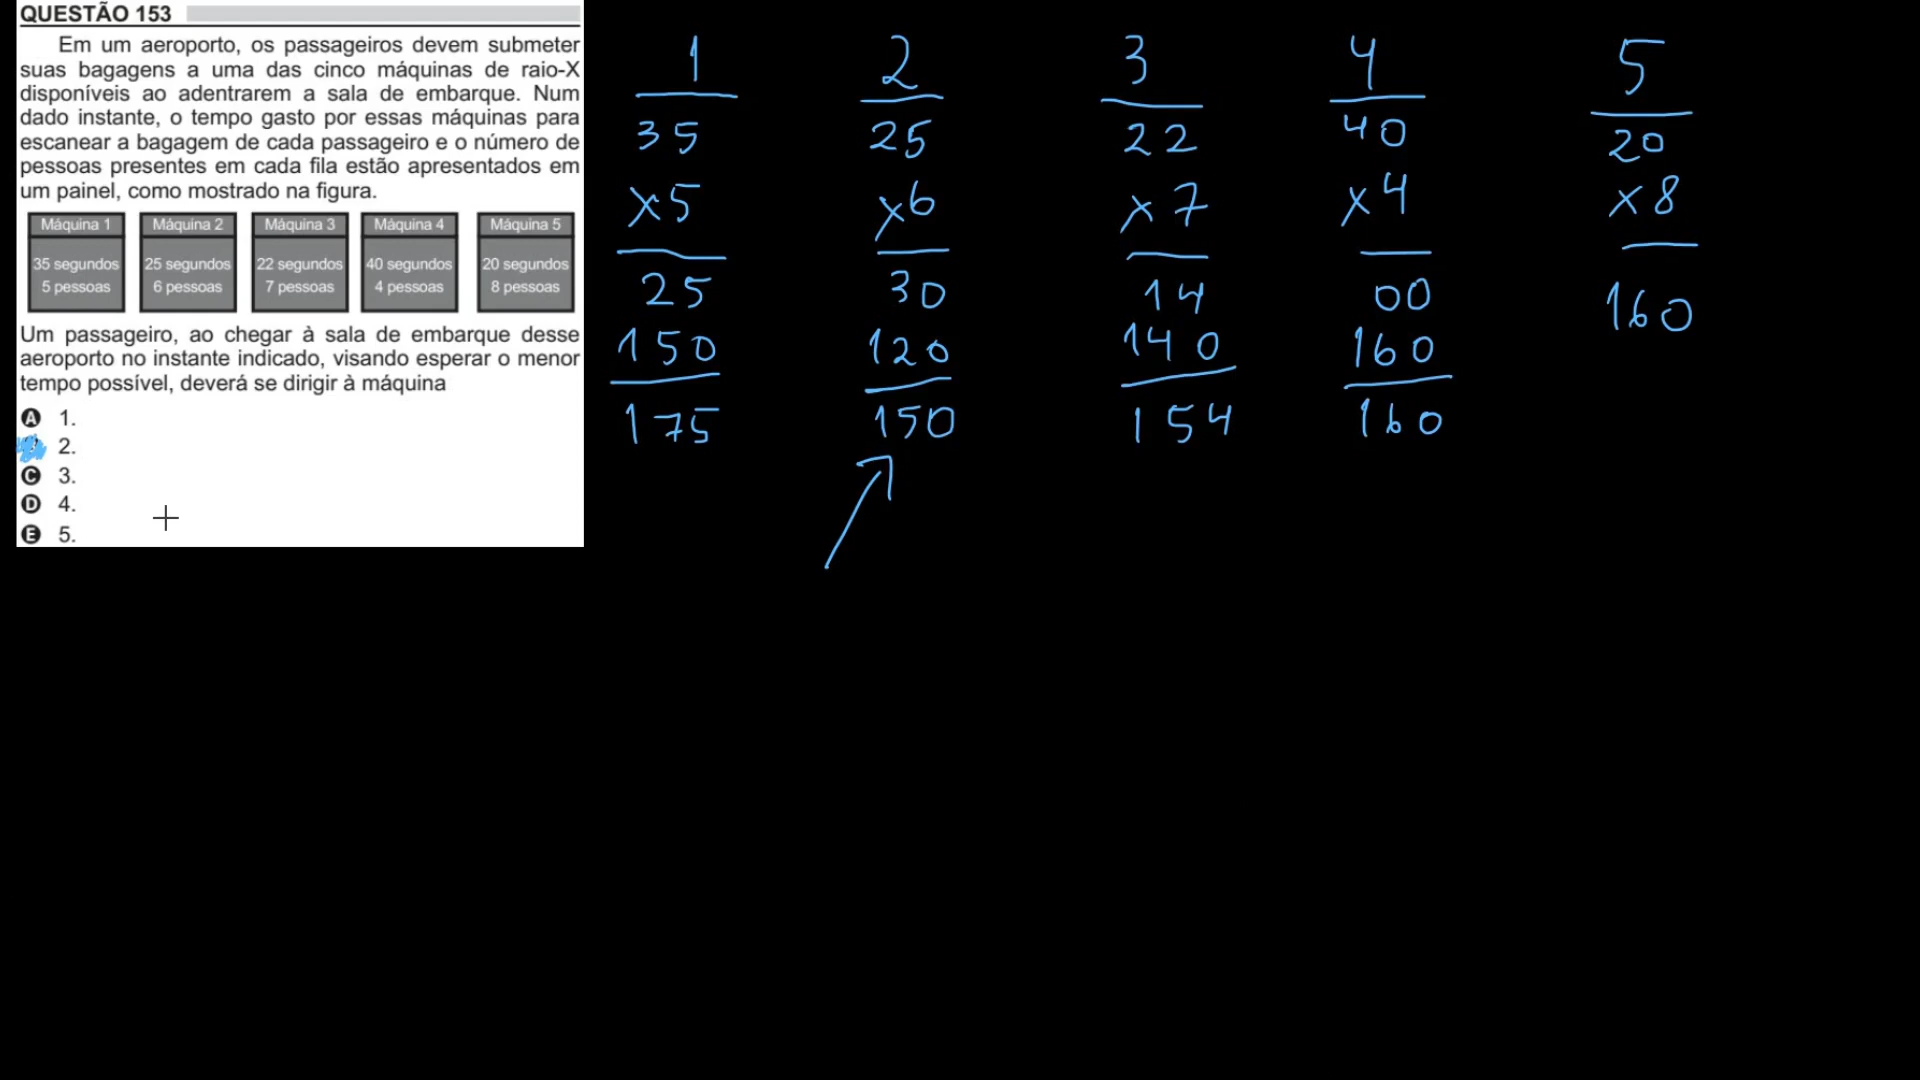 QUESTÃO 153
Em um aeroporto, os passageiros devem submeter
suas bagagens a uma das cinco máquinas de raio-X
disponíveis ao adentrarem a sala de embarque. Num
dado instante, o tempo gasto por essas máquinas para
escanear a bagagem de cada passageiro e o número de
pessoas presentes em cada fila estão apresentados em
um painel, como mostrado na figura.
Máquina 1 Máquina 2 Máquina 3 Máquina 4 Máquina 5
35 segundos 25 segundos 22 segundos 40 segundos 20 segundos
5 pessoas 6 pessoas 7 pessoas 4 pessoas 8 pessoas
Um passageiro, ao chegar à sala de embarque desse
aeroporto no instante indicado, visando esperar o menor
tempo possível, deverá se dirigir à máquina
A 1.
2.
C 3.
D 4.
E 5.
1 2 3 4 5
35 25 22 40 20
x5 x6 x7 x4 x8
25 30 14 00 160
150 120 140 160
175 150 154 160